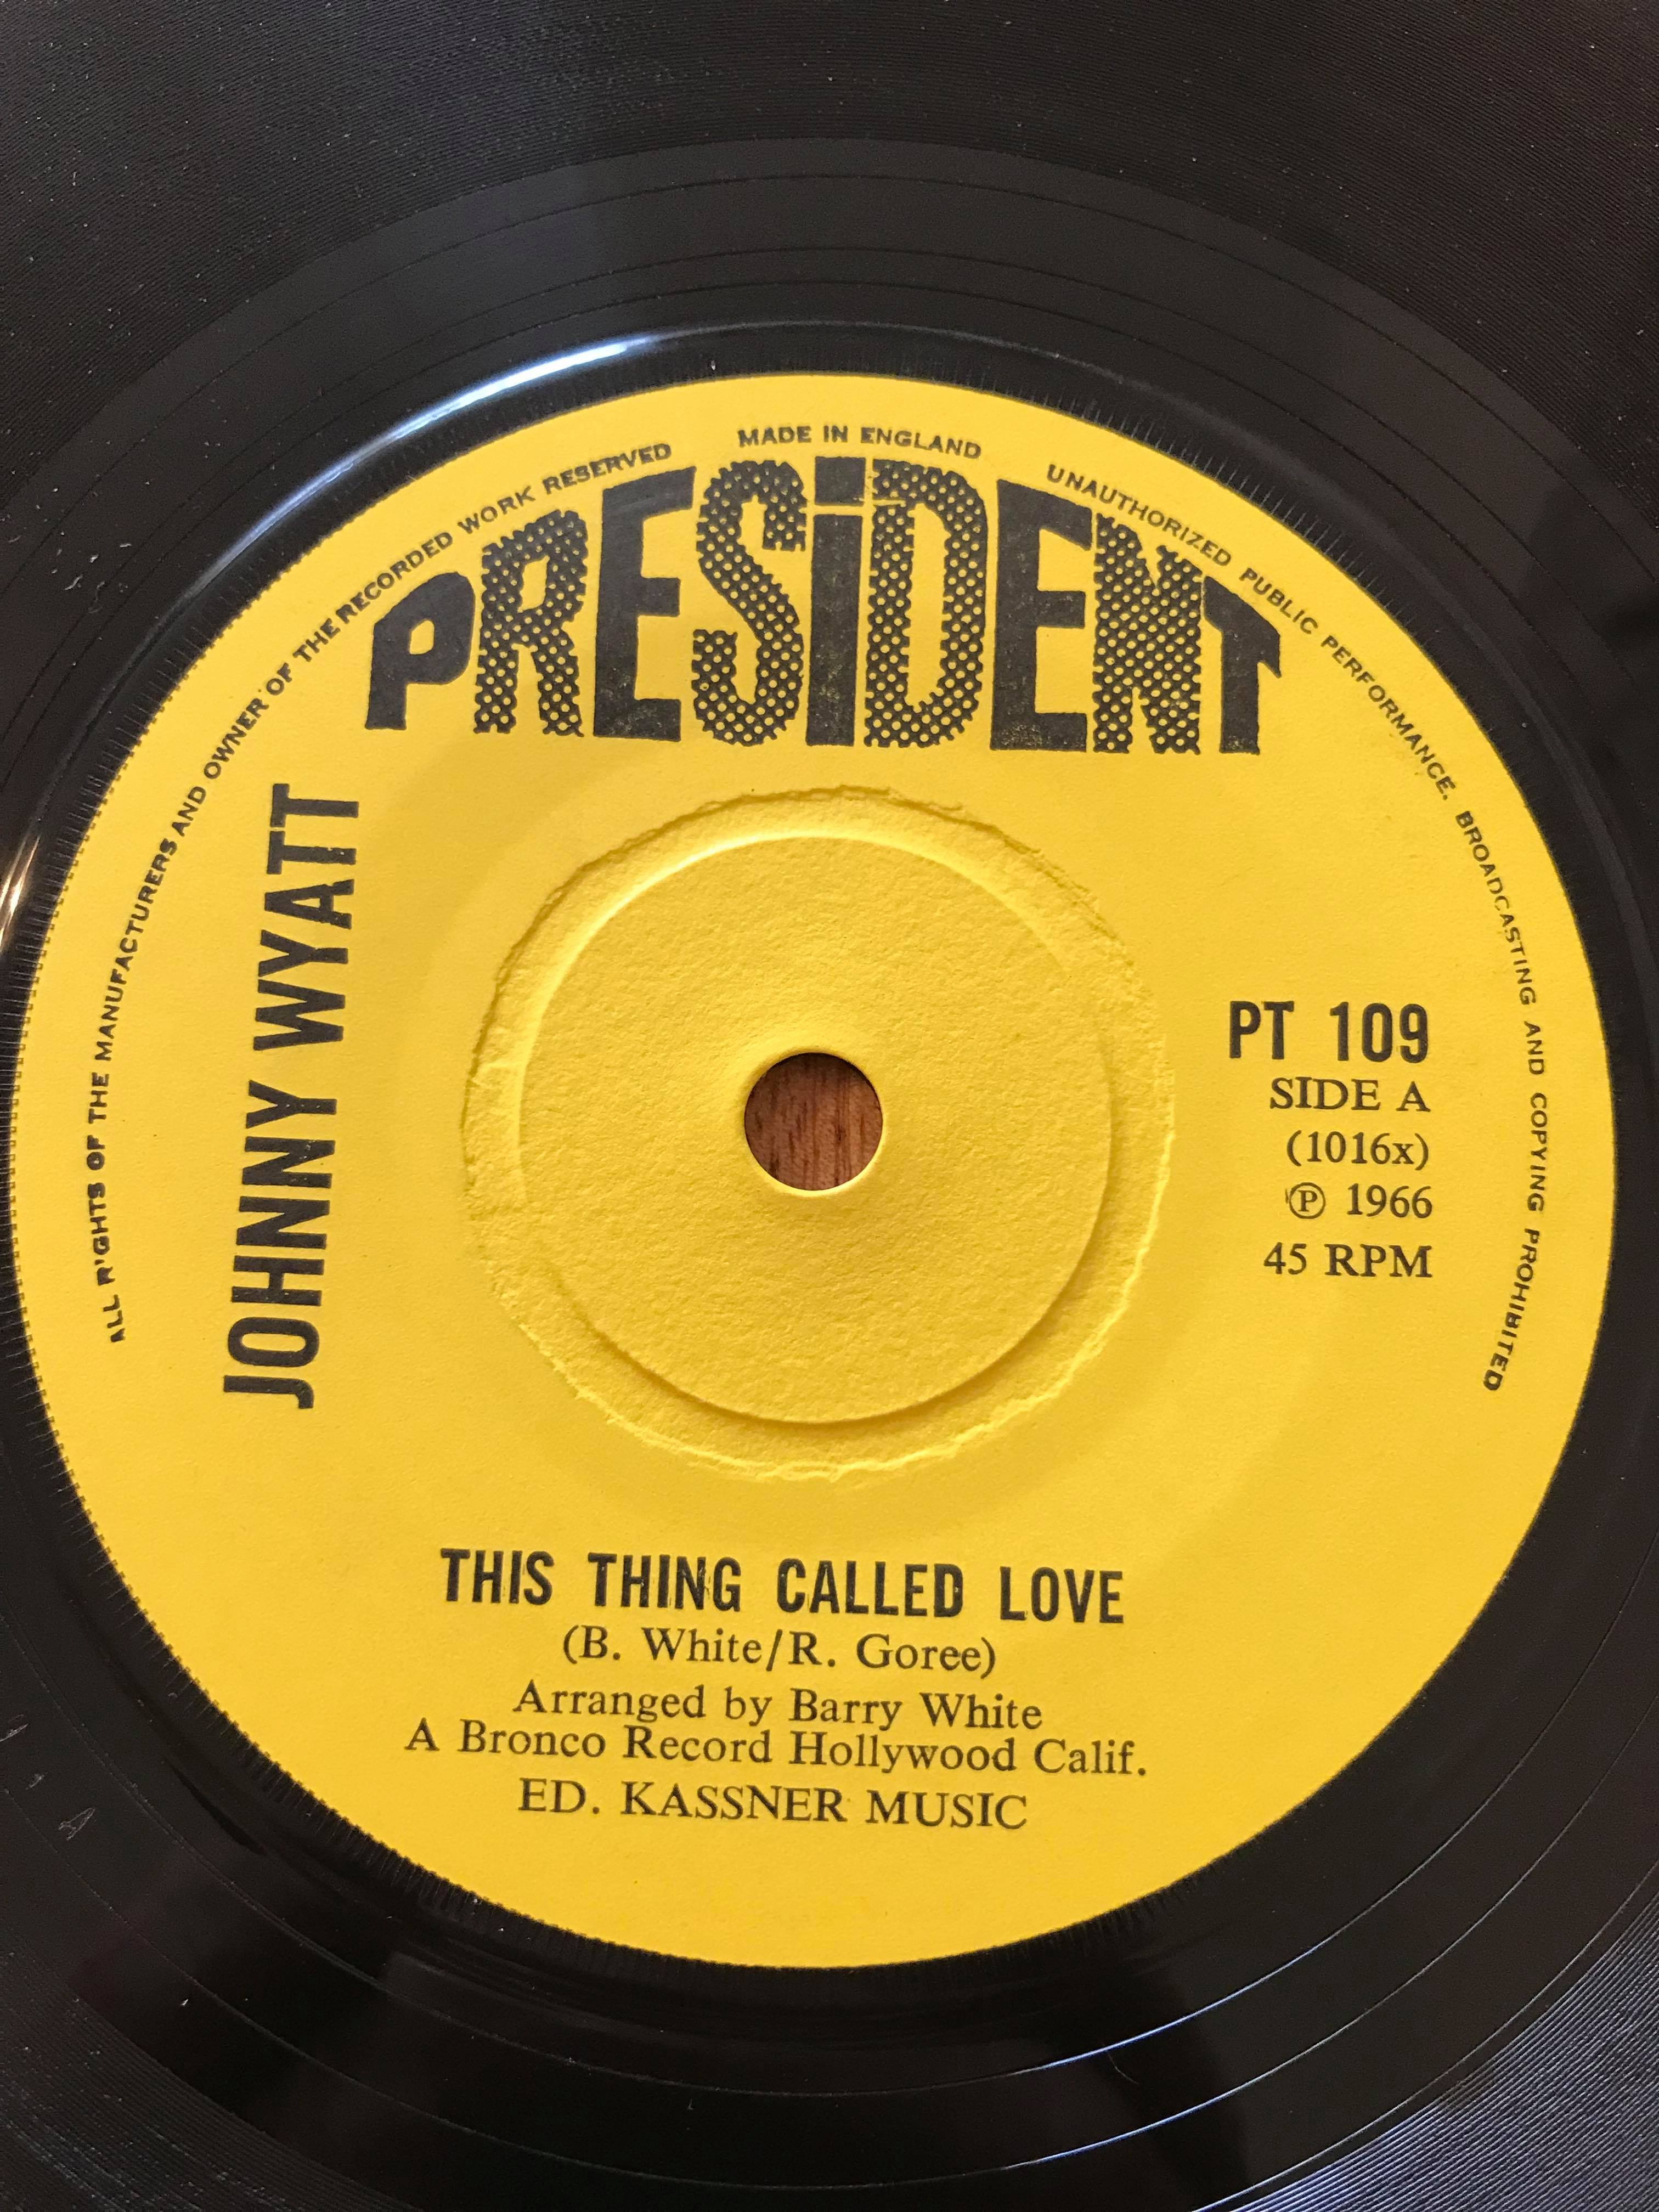 ALL R'GHTS OF THE MANUFACTURERS AND OWNER OF THE RECORDED WORK RESERVED MADE IN ENGLAND UNAUTHORIZED PUBLIC PERFORMANCE. BROADCASTING AND COPYING PROHIBITED
PRESiDENT
JOHNNY WYATT
PT 109
SIDE A
(1016x)
℗ 1966
45 RPM
THIS THING CALLED LOVE
(B. White/R. Goree)
Arranged by Barry White
A Bronco Record Hollywood Calif.
ED. KASSNER MUSIC